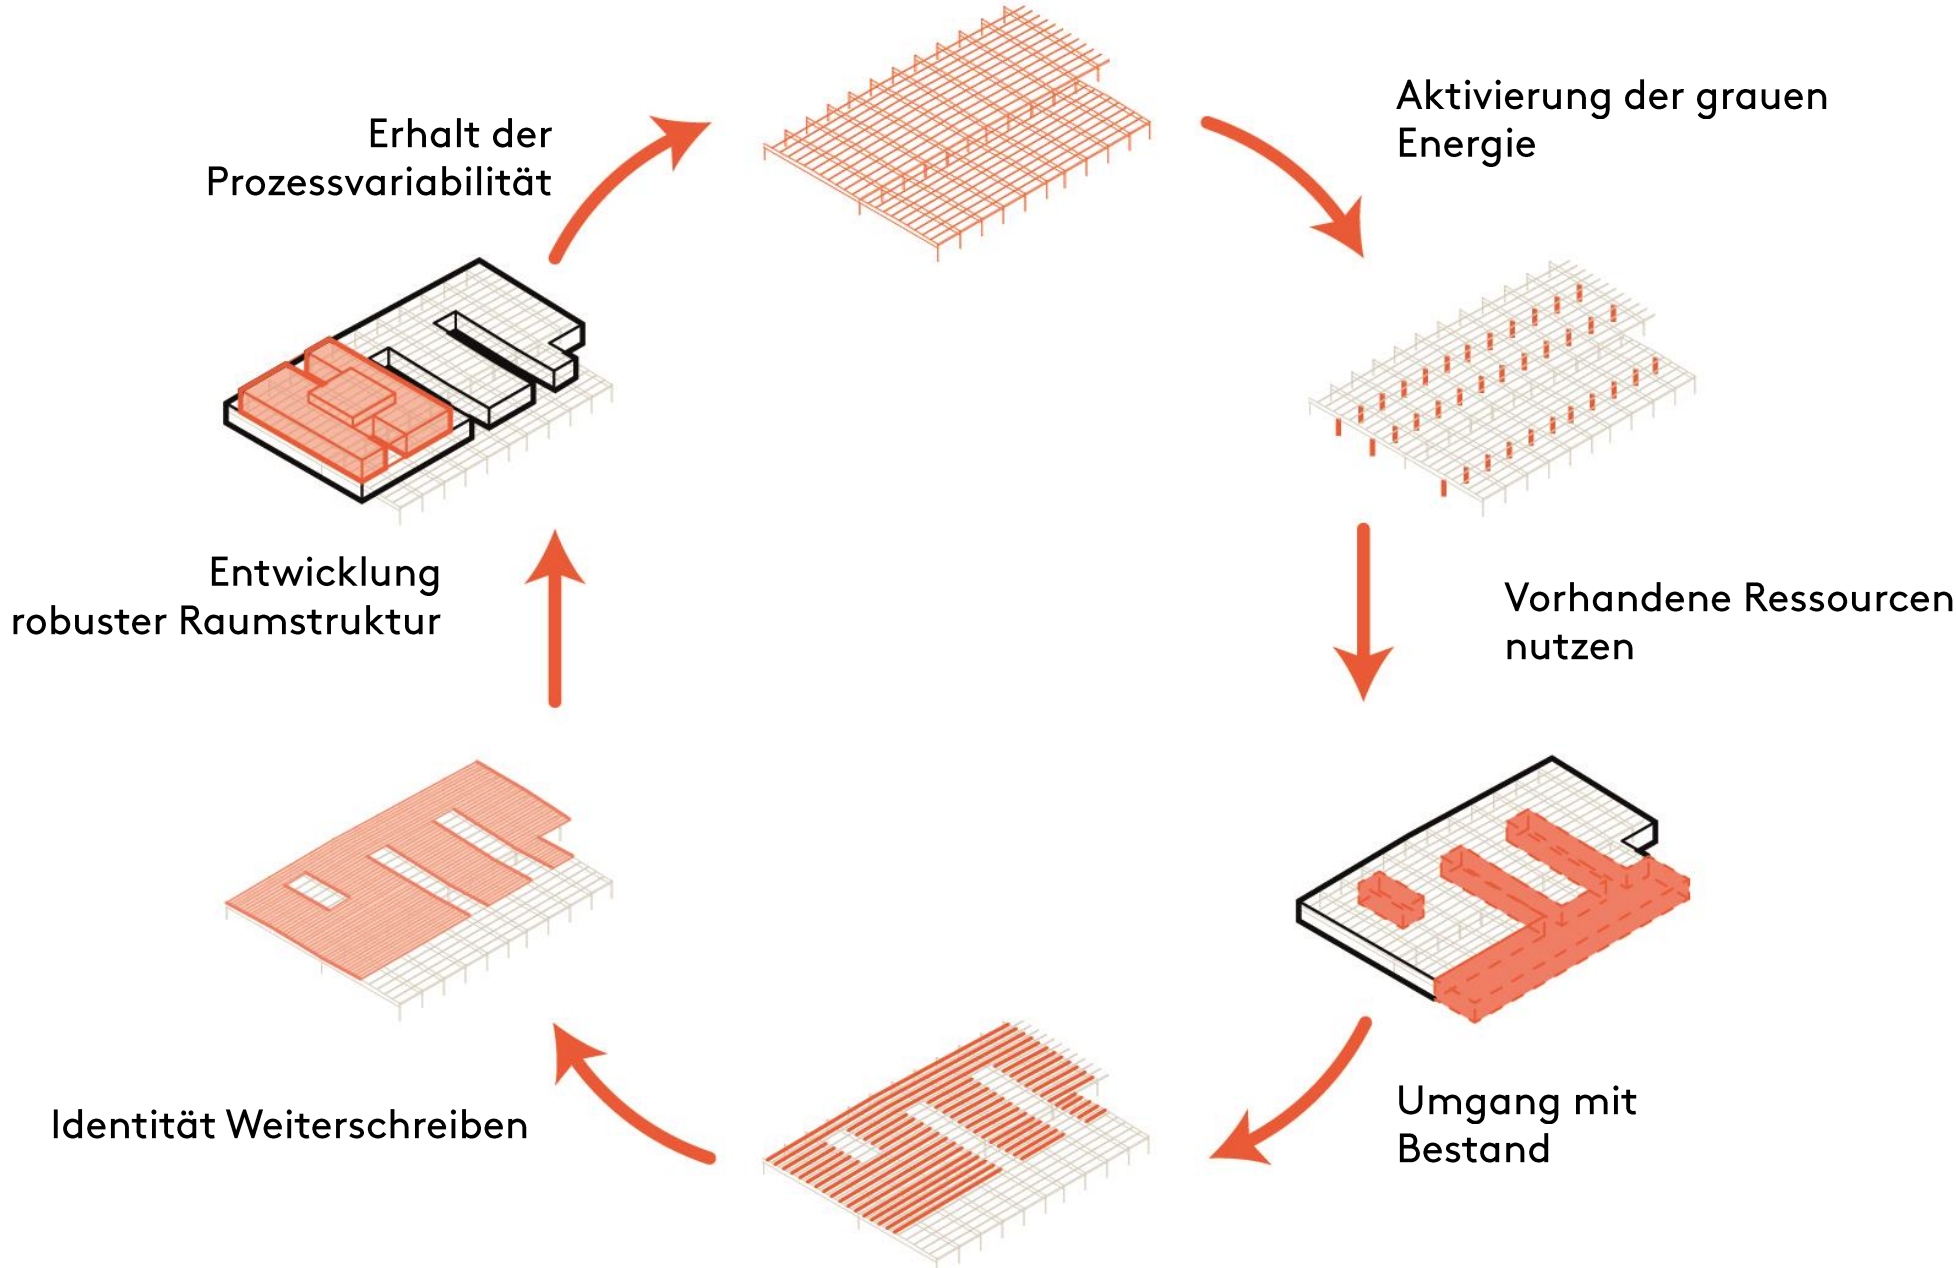 Erhalt der
Prozessvariabilität
Aktivierung der grauen
Energie
Entwicklung
robuster Raumstruktur
Vorhandene Ressourcen
nutzen
Identität Weiterschreiben
Umgang mit
Bestand